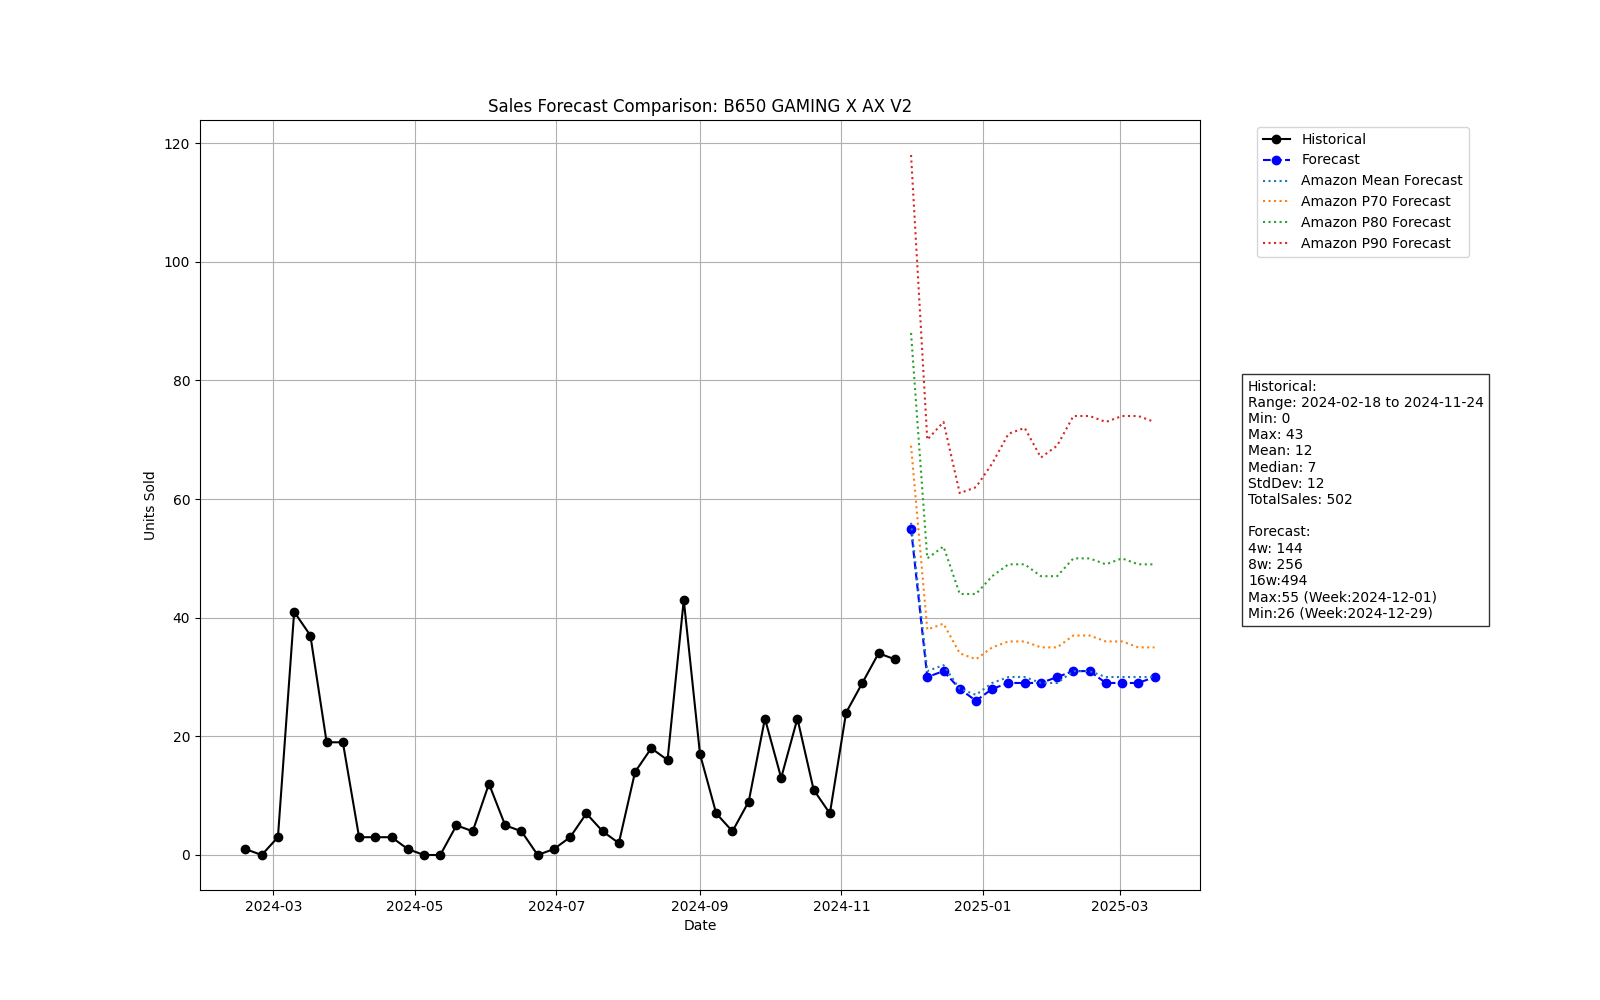 Sales Forecast Comparison: B650 GAMING X AX V2
120
100
80
60
40
20
0
Units Sold
2024-03
2024-05
2024-07
2024-09
2024-11
2025-01
2025-03
Date
Historical
Forecast
Amazon Mean Forecast
Amazon P70 Forecast
Amazon P80 Forecast
Amazon P90 Forecast
Historical:
Range: 2024-02-18 to 2024-11-24
Min: 0
Max: 43
Mean: 12
Median: 7
StdDev: 12
TotalSales: 502
Forecast:
4w: 144
8w: 256
16w:494
Max:55 (Week:2024-12-01)
Min:26 (Week:2024-12-29)